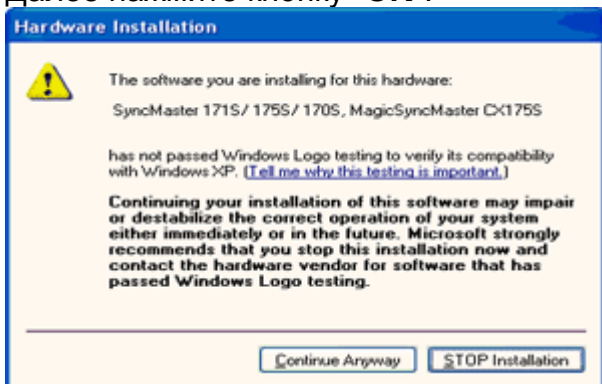 Далее нажмите кнопку "OK".
Hardware Installation
The software you are installing for this hardware:
SyncMaster 171S/ 175S/ 170S, MagicSyncMaster CX175S
has not passed Windows Logo testing to verify its compatibility
with Windows XP. (Tell me why this testing is important.)
Continuing your installation of this software may impair
or destabilize the correct operation of your system
either immediately or in the future. Microsoft strongly
recommends that you stop this installation now and
contact the hardware vendor for software that has
passed Windows Logo testing.
Continue Anyway
STOP Installation